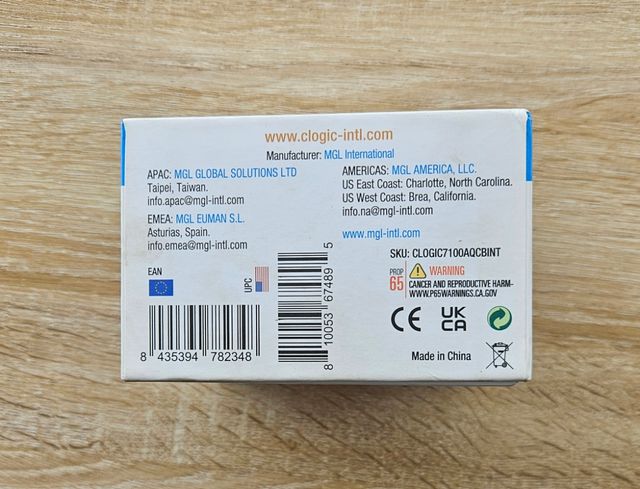 www.clogic-intl.com
Manufacturer: MGL International
APAC: MGL GLOBAL SOLUTIONS LTD
Taipei, Taiwan.
info.apac@mgl-intl.com
EMEA: MGL EUMAN S.L.
Asturias, Spain.
info.emea@mgl-intl.com
AMERICAS: MGL AMERICA, LLC.
US East Coast: Charlotte, North Carolina.
US West Coast: Brea, California.
info.na@mgl-intl.com
www.mgl-intl.com
SKU: CLOGIC7100AQCBINT
EAN
8 435394 782348
UPC
8 10053 67489 5
PROP
65
WARNING
CANCER AND REPRODUCTIVE HARM-
WWW.P65WARNINGS.CA.GOV
CE
UK
CA
Made in China